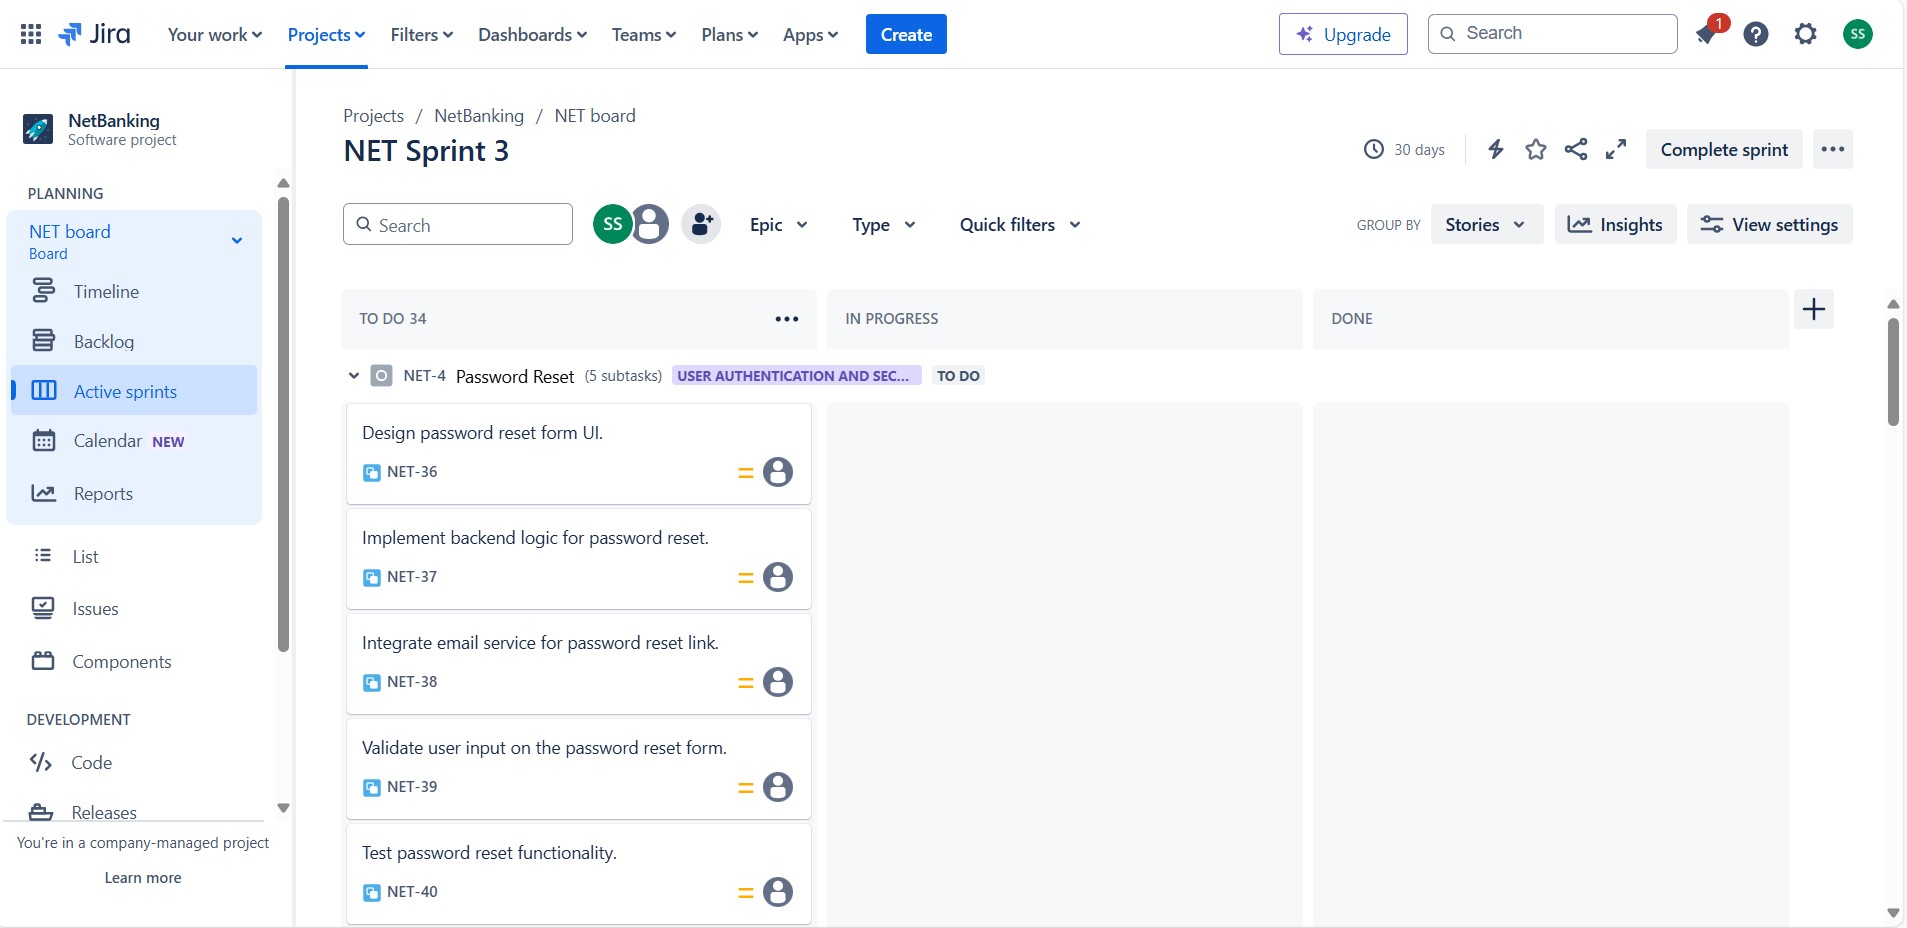 Jira
Your work
Projects
Filters
Dashboards
Teams
Plans
Apps
Create
Upgrade
Search
1
SS
NetBanking
Software project
PLANNING
NET board
Board
Timeline
Backlog
Active sprints
Calendar NEW
Reports
List
Issues
Components
DEVELOPMENT
Code
Releases
You're in a company-managed project
Learn more
Projects / NetBanking / NET board
NET Sprint 3
30 days
Complete sprint
Search
SS
Epic
Type
Quick filters
GROUP BY
Stories
Insights
View settings
TO DO 34
IN PROGRESS
DONE
NET-4 Password Reset (5 subtasks) USER AUTHENTICATION AND SEC... TO DO
Design password reset form UI.
NET-36
Implement backend logic for password reset.
NET-37
Integrate email service for password reset link.
NET-38
Validate user input on the password reset form.
NET-39
Test password reset functionality.
NET-40